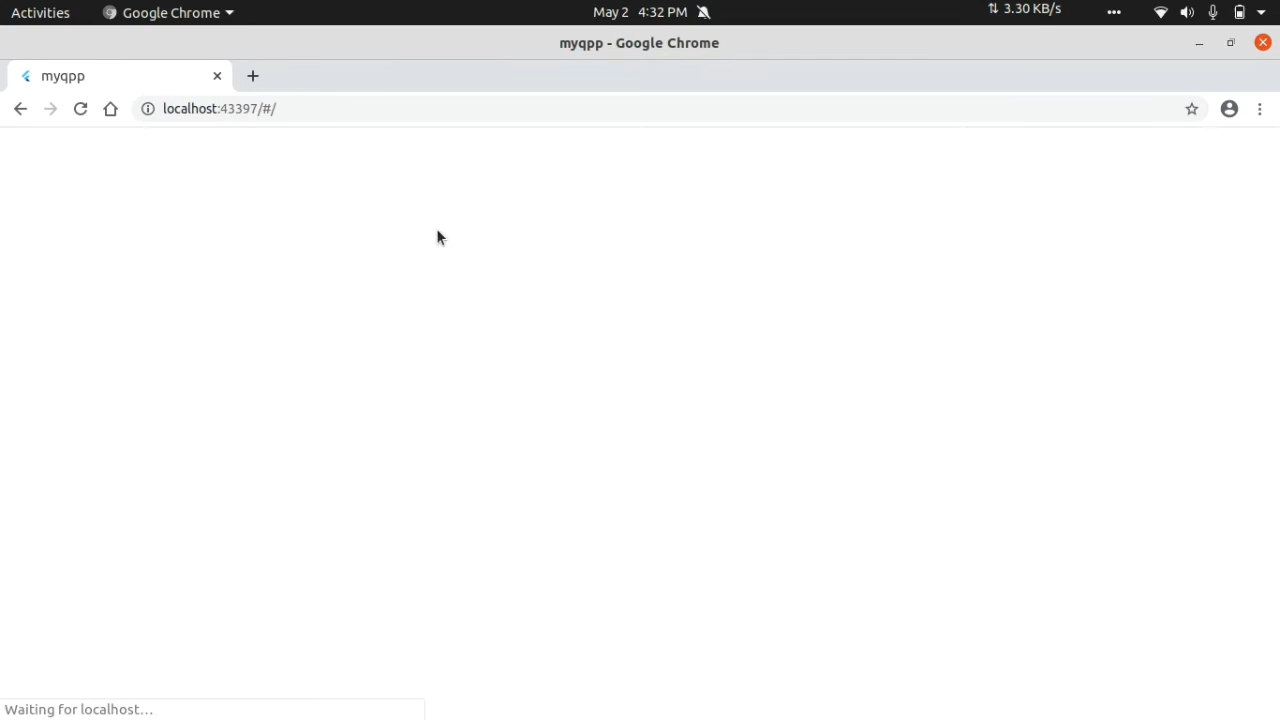 Activities Google Chrome May 2 4:32 PM 3.30 KB/s
myqpp - Google Chrome
myqpp
localhost:43397/#/
Waiting for localhost...